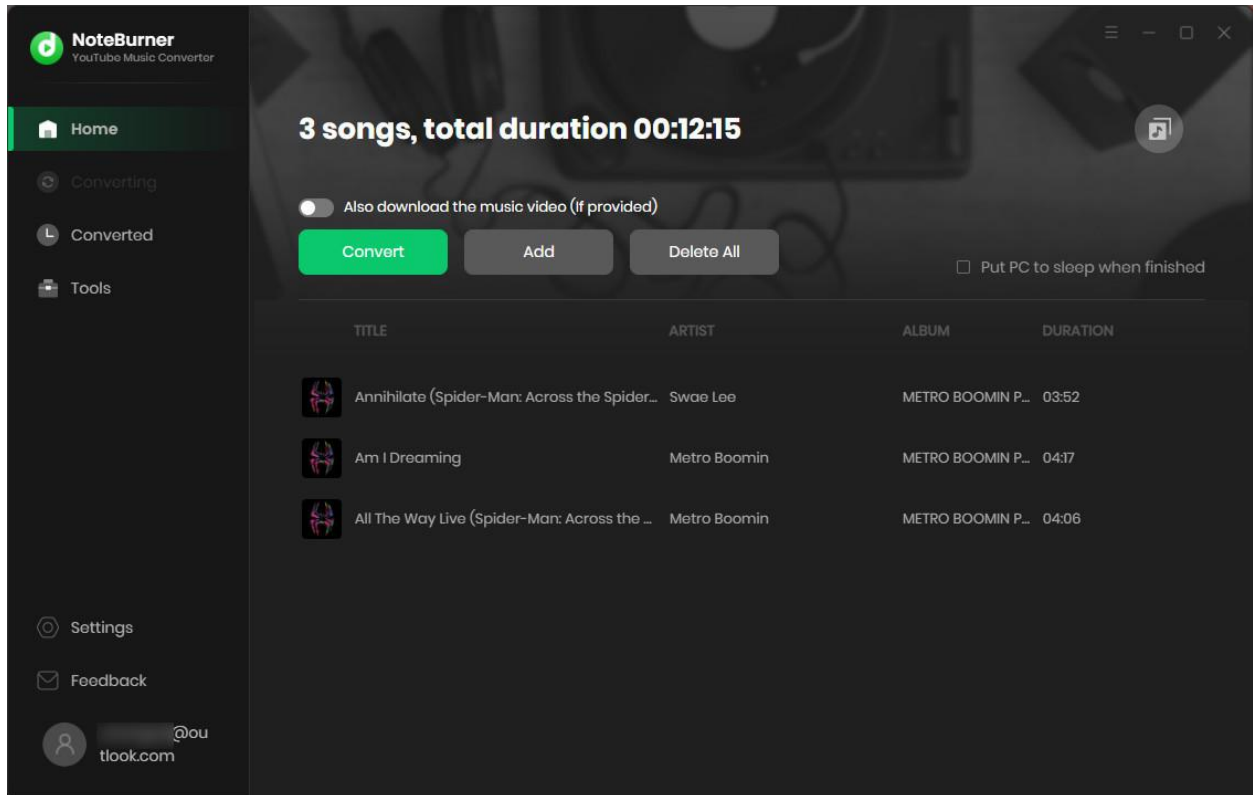 NoteBurner
YouTube Music Converter
Home
Converting
Converted
Tools
Settings
Feedback
@ou
tlook.com
3 songs, total duration 00:12:15
Also download the music video (If provided)
Convert Add Delete All
Put PC to sleep when finished
TITLE ARTIST ALBUM DURATION
Annihilate (Spider-Man: Across the Spider... Swae Lee METRO BOOMIN P... 03:52
Am I Dreaming Metro Boomin METRO BOOMIN P... 04:17
All The Way Live (Spider-Man: Across the ... Metro Boomin METRO BOOMIN P... 04:06